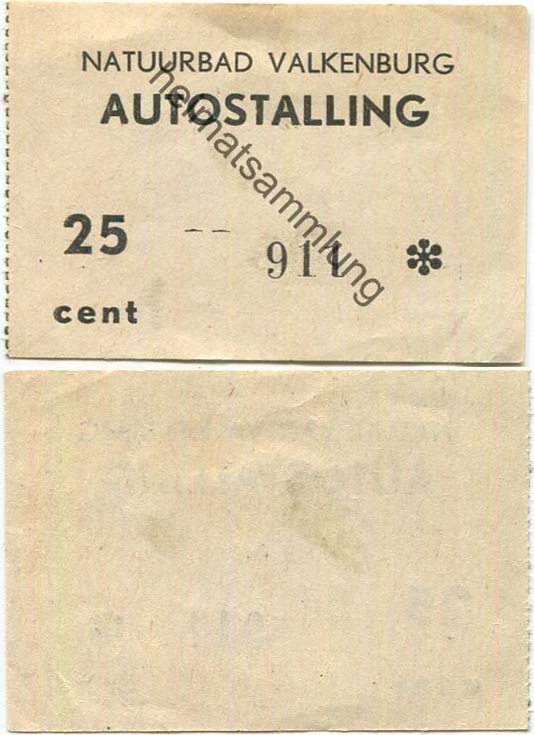 NATUURBAD VALKENBURG
AUTOSTALLING
heimatsammlung
25 -- 911 *
cent